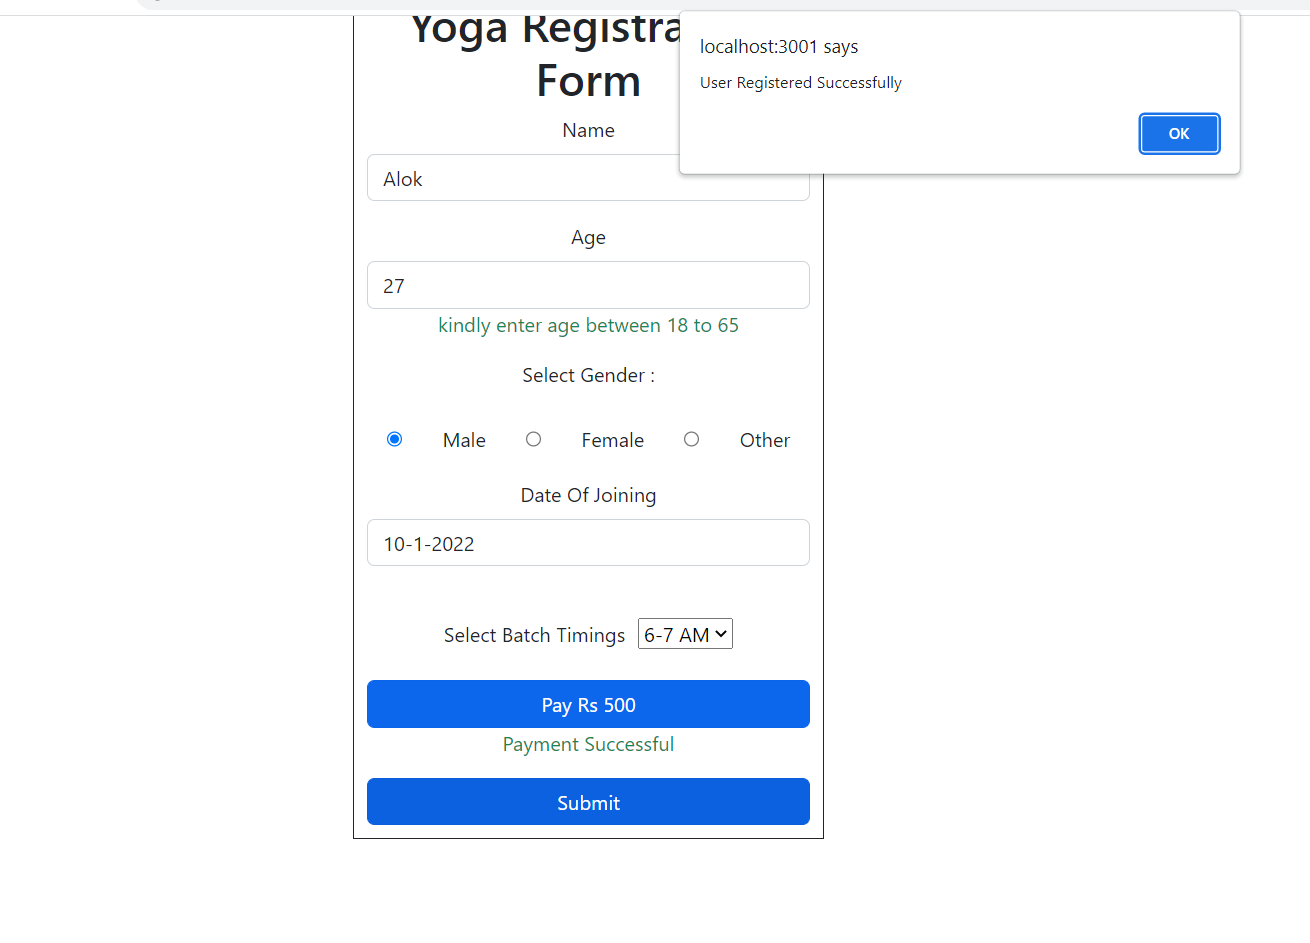 Yoga Registra
Form
localhost:3001 says
User Registered Successfully
OK
Name
Alok
Age
27
kindly enter age between 18 to 65
Select Gender :
Male Female Other
Date Of Joining
10-1-2022
Select Batch Timings 6-7 AM
Pay Rs 500
Payment Successful
Submit